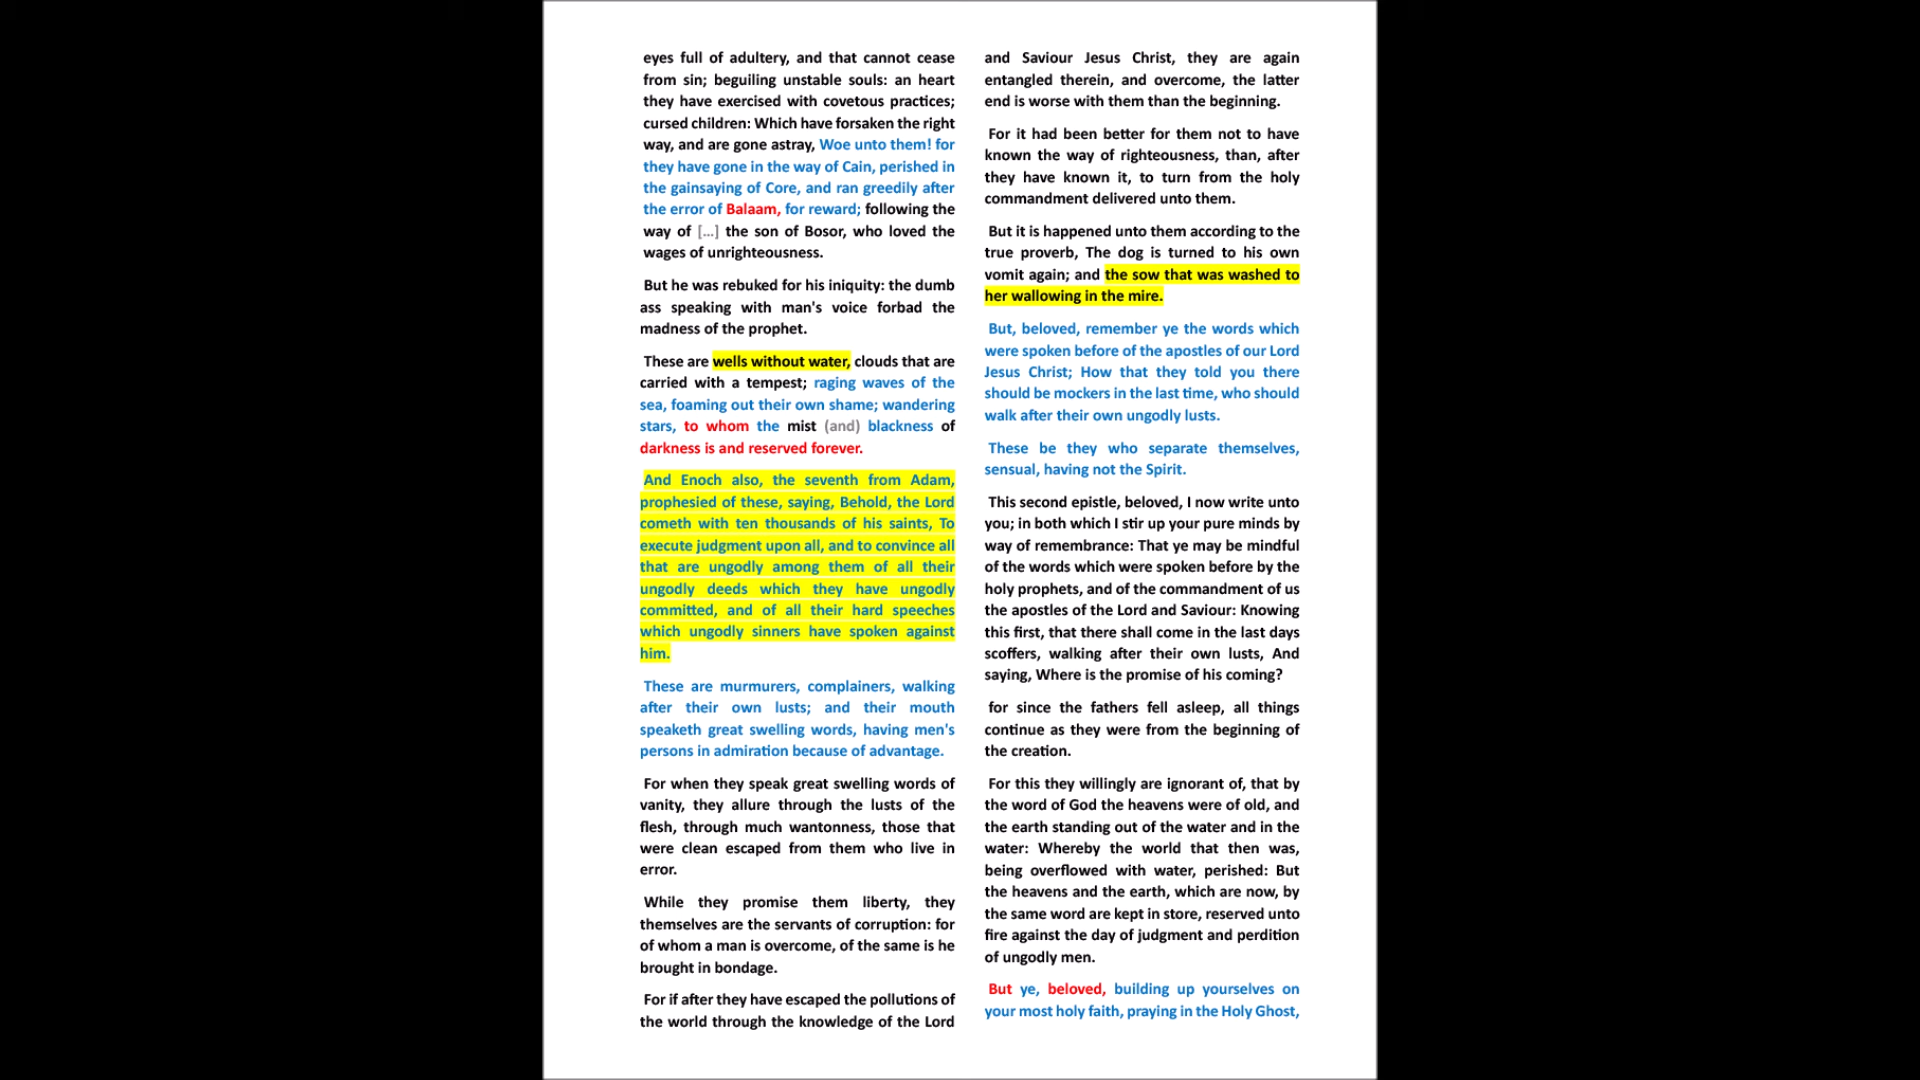 eyes full of adultery, and that cannot cease
from sin; beguiling unstable souls: an heart
they have exercised with covetous practices;
cursed children: Which have forsaken the right
way, and are gone astray, Woe unto them! for
they have gone in the way of Cain, perished in
the gainsaying of Core, and ran greedily after
the error of Balaam, for reward; following the
way of [...] the son of Bosor, who loved the
wages of unrighteousness.
But he was rebuked for his iniquity: the dumb
ass speaking with man's voice forbad the
madness of the prophet.
These are wells without water, clouds that are
carried with a tempest; raging waves of the
sea, foaming out their own shame; wandering
stars, to whom the mist (and) blackness of
darkness is and reserved forever.
And Enoch also, the seventh from Adam,
prophesied of these, saying, Behold, the Lord
cometh with ten thousands of his saints, To
execute judgment upon all, and to convince all
that are ungodly among them of all their
ungodly deeds which they have ungodly
committed, and of all their hard speeches
which ungodly sinners have spoken against
him.
These are murmurers, complainers, walking
after their own lusts; and their mouth
speaketh great swelling words, having men's
persons in admiration because of advantage.
For when they speak great swelling words of
vanity, they allure through the lusts of the
flesh, through much wantonness, those that
were clean escaped from them who live in
error.
While they promise them liberty, they
themselves are the servants of corruption: for
of whom a man is overcome, of the same is he
brought in bondage.
For if after they have escaped the pollutions of
the world through the knowledge of the Lord
and Saviour Jesus Christ, they are again
entangled therein, and overcome, the latter
end is worse with them than the beginning.
For it had been better for them not to have
known the way of righteousness, than, after
they have known it, to turn from the holy
commandment delivered unto them.
But it is happened unto them according to the
true proverb, The dog is turned to his own
vomit again; and the sow that was washed to
her wallowing in the mire.
But, beloved, remember ye the words which
were spoken before of the apostles of our Lord
Jesus Christ; How that they told you there
should be mockers in the last time, who should
walk after their own ungodly lusts.
These be they who separate themselves,
sensual, having not the Spirit.
This second epistle, beloved, I now write unto
you; in both which I stir up your pure minds by
way of remembrance: That ye may be mindful
of the words which were spoken before by the
holy prophets, and of the commandment of us
the apostles of the Lord and Saviour: Knowing
this first, that there shall come in the last days
scoffers, walking after their own lusts, And
saying, Where is the promise of his coming?
for since the fathers fell asleep, all things
continue as they were from the beginning of
the creation.
For this they willingly are ignorant of, that by
the word of God the heavens were of old, and
the earth standing out of the water and in the
water: Whereby the world that then was,
being overflowed with water, perished: But
the heavens and the earth, which are now, by
the same word are kept in store, reserved unto
fire against the day of judgment and perdition
of ungodly men.
But ye, beloved, building up yourselves on
your most holy faith, praying in the Holy Ghost,